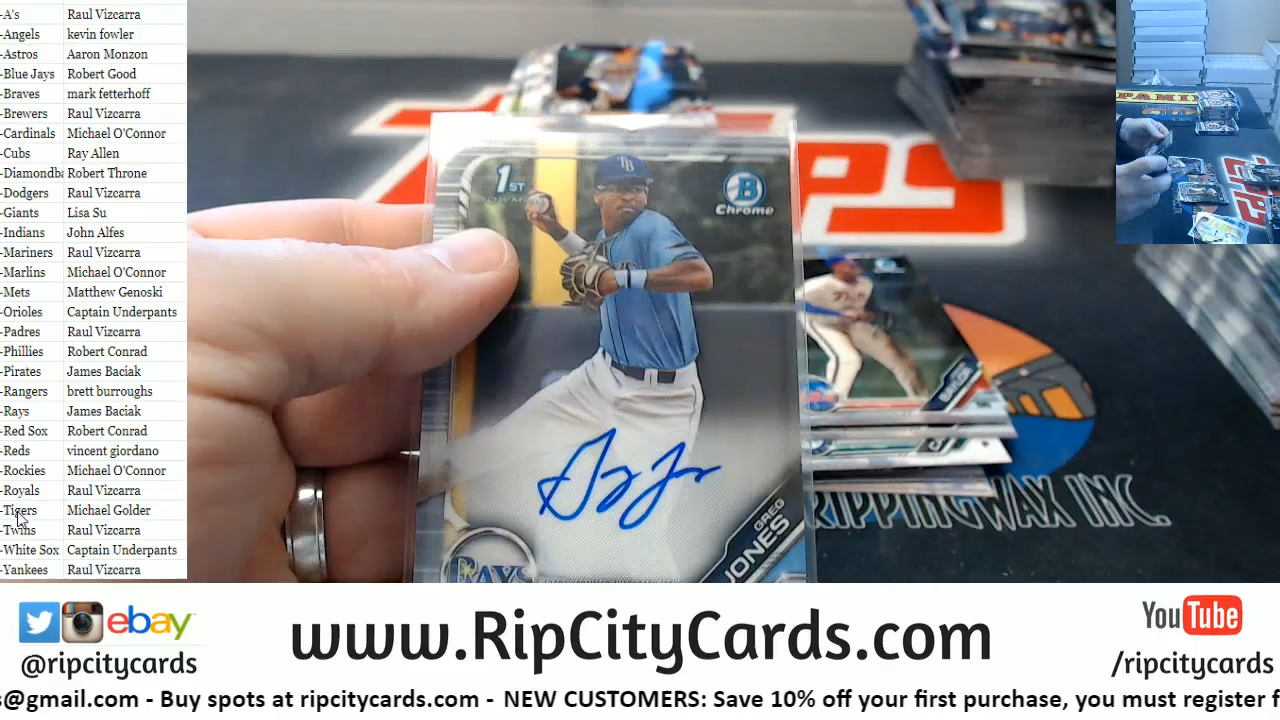 -A's Raul Vizcarra
-Angels kevin fowler
-Astros Aaron Monzon
-Blue Jays Robert Good
-Braves mark fetterhoff
-Brewers Raul Vizcarra
-Cardinals Michael O'Connor
-Cubs Ray Allen
-Diamondba Robert Throne
-Dodgers Raul Vizcarra
-Giants Lisa Su
-Indians John Alfes
-Mariners Raul Vizcarra
-Marlins Michael O'Connor
-Mets Matthew Genoski
-Orioles Captain Underpants
-Padres Raul Vizcarra
-Phillies Robert Conrad
-Pirates James Baciak
-Rangers brett burroughs
-Rays James Baciak
-Red Sox Robert Conrad
-Reds vincent giordano
-Rockies Michael O'Connor
-Royals Raul Vizcarra
-Tigers Michael Golder
-Twins Raul Vizcarra
-White Sox Captain Underpants
-Yankees Raul Vizcarra
1ST
BOWMAN
B
Chrome
TB
GREG
JONES
RAYS
TOPPS
RIPPINGWAX INC.
PANINI
ebay
@ripcitycards
www.RipCityCards.com
YouTube
/ripcitycards
s@gmail.com - Buy spots at ripcitycards.com - NEW CUSTOMERS: Save 10% off your first purchase, you must register f